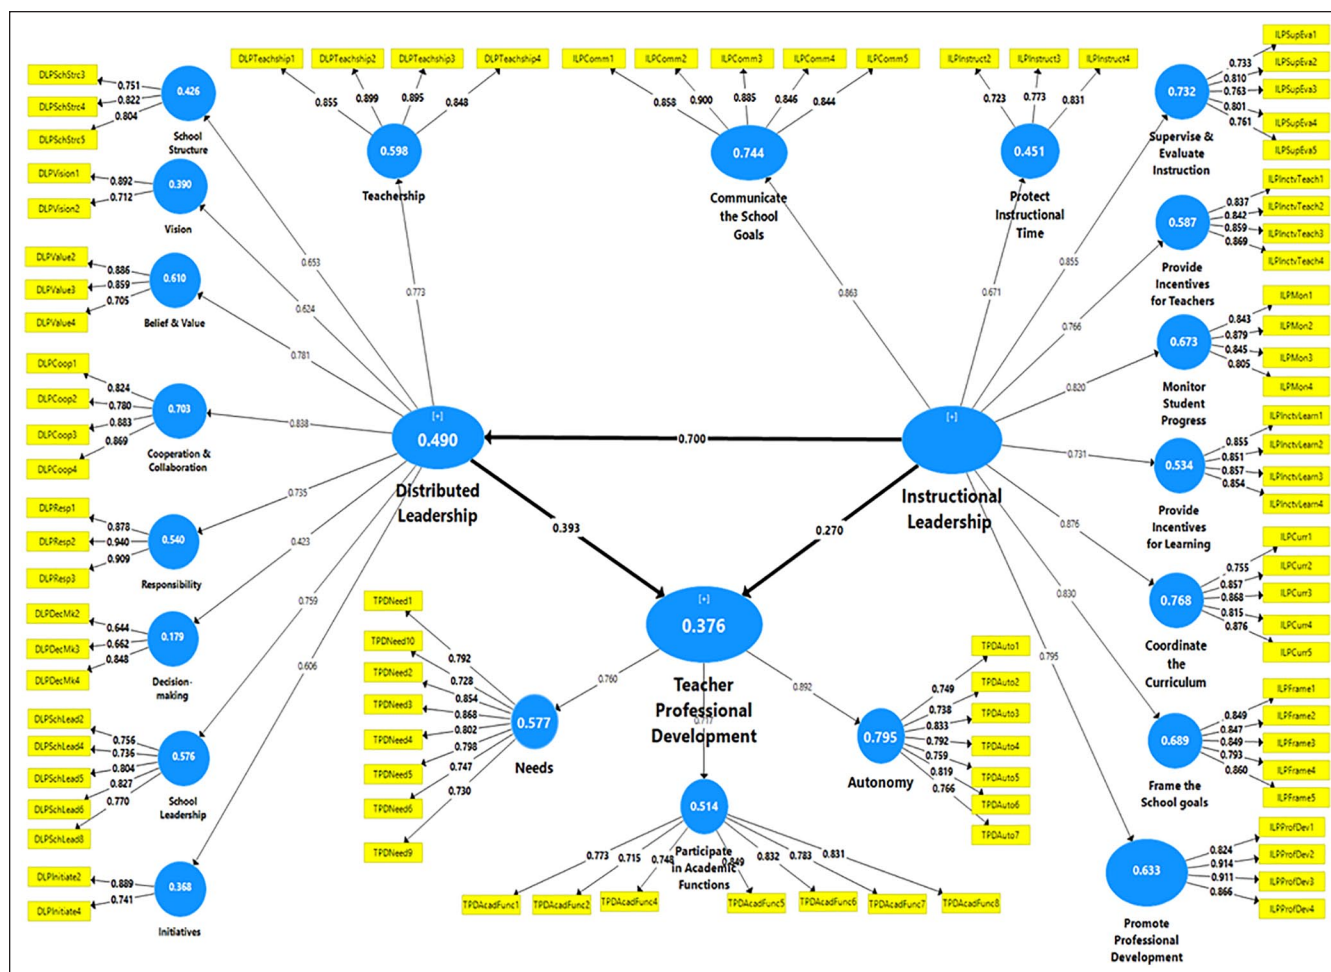 DLPTeachship1
DLPTeachship2
DLPTeachship3
DLPTeachship4
0.855
0.899
0.895
0.848
0.598
Teachership
0.773
ILPComm1
ILPComm2
ILPComm3
ILPComm4
ILPComm5
0.858
0.900
0.885
0.846
0.844
0.744
Communicate
the School
Goals
0.863
ILPInstruct2
ILPInstruct3
ILPInstruct4
0.723
0.773
0.831
0.451
Protect
Instructional
Time
0.671
DLPSchStrc3
DLPSchStrc4
DLPSchStrc5
0.751
0.822
0.804
0.426
School
Structure
0.653
DLPVision1
DLPVision2
0.892
0.712
0.390
Vision
0.624
DLPValue2
DLPValue3
DLPValue4
0.886
0.859
0.705
0.610
Belief & Value
0.781
DLPCoop1
DLPCoop2
DLPCoop3
DLPCoop4
0.824
0.780
0.883
0.869
0.703
Cooperation &
Collaboration
0.838
DLPResp1
DLPResp2
DLPResp3
0.878
0.940
0.909
0.540
Responsibility
0.735
DLPDecMk2
DLPDecMk3
DLPDecMk4
0.644
0.662
0.848
0.179
Decision-
making
0.423
DLPSchLead2
DLPSchLead4
DLPSchLead5
DLPSchLead6
DLPSchLead8
0.756
0.736
0.804
0.827
0.770
0.576
School
Leadership
0.759
DLPInitiate2
DLPInitiate4
0.889
0.741
0.368
Initiatives
0.606
[+]
0.490
Distributed
Leadership
0.700
[+]
Instructional
Leadership
0.393
0.270
[+]
0.376
Teacher
Professional
Development
0.760
0.717
0.892
TPDNeed1
TPDNeed10
TPDNeed2
TPDNeed3
TPDNeed4
TPDNeed5
TPDNeed6
TPDNeed9
0.792
0.728
0.854
0.868
0.802
0.798
0.747
0.730
0.577
Needs
0.514
Participate
in Academic
Functions
0.773
0.715
0.748
0.849
0.832
0.783
0.831
TPDAcadFunc1
TPDAcadFunc2
TPDAcadFunc4
TPDAcadFunc5
TPDAcadFunc6
TPDAcadFunc7
TPDAcadFunc8
0.795
Autonomy
0.749
0.738
0.833
0.792
0.759
0.819
0.766
TPDAuto1
TPDAuto2
TPDAuto3
TPDAuto4
TPDAuto5
TPDAuto6
TPDAuto7
0.855
0.732
Supervise &
Evaluate
Instruction
0.733
0.810
0.763
0.801
0.761
ILPSupEva1
ILPSupEva2
ILPSupEva3
ILPSupEva4
ILPSupEva5
0.766
0.587
Provide
Incentives
for Teachers
0.837
0.842
0.859
0.869
ILPInctvTeach1
ILPInctvTeach2
ILPInctvTeach3
ILPInctvTeach4
0.820
0.673
Monitor
Student
Progress
0.843
0.879
0.845
0.805
ILPMon1
ILPMon2
ILPMon3
ILPMon4
0.731
0.534
Provide
Incentives
for Learning
0.855
0.851
0.857
0.854
ILPInctvLearn1
ILPInctvLearn2
ILPInctvLearn3
ILPInctvLearn4
0.876
0.768
Coordinate
the
Curriculum
0.755
0.857
0.868
0.815
0.876
ILPCurr1
ILPCurr2
ILPCurr3
ILPCurr4
ILPCurr5
0.830
0.689
Frame the
School goals
0.849
0.847
0.849
0.793
0.860
ILPFrame1
ILPFrame2
ILPFrame3
ILPFrame4
ILPFrame5
0.795
0.633
Promote
Professional
Development
0.824
0.914
0.911
0.866
ILPProfDev1
ILPProfDev2
ILPProfDev3
ILPProfDev4